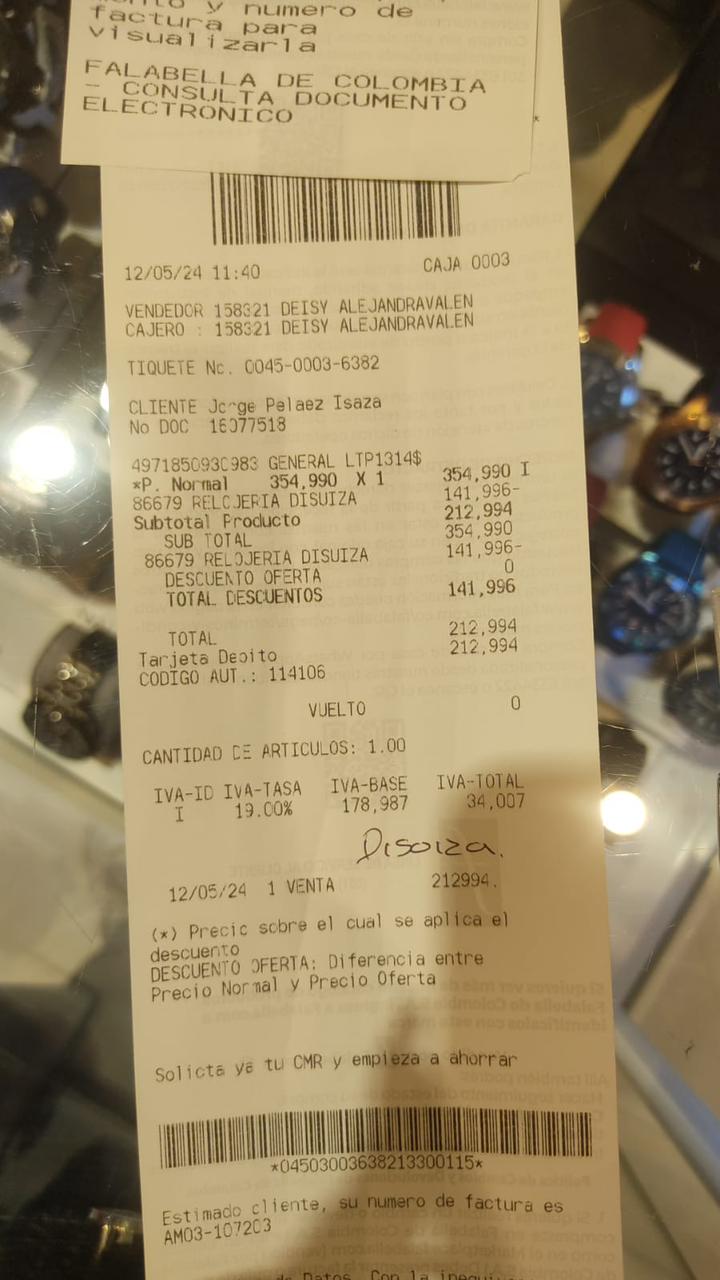 y numero de
factura para
visualizarla
FALABELLA DE COLOMBIA
- CONSULTA DOCUMENTO
ELECTRONICO
12/05/24 11:40 CAJA 0003
VENDEDOR 158321 DEISY ALEJANDRAVALEN
CAJERO : 158321 DEISY ALEJANDRAVALEN
TIQUETE No. 0045-0003-6382
CLIENTE Jorge Pelaez Isaza
No DOC 16077518
4971850930983 GENERAL LTP1314$
354,990 I
*P. Normal 354,990 X 1
141,996-
86679 RELOJERIA DISUIZA
212,994
Subtotal Producto
354,990
SUB TOTAL
141,996-
86679 RELOJERIA DISUIZA
0
DESCUENTO OFERTA
141,996
TOTAL DESCUENTOS
TOTAL 212,994
Tarjeta Debito 212,994
CODIGO AUT.: 114106
VUELTO 0
CANTIDAD DE ARTICULOS: 1.00
IVA-ID IVA-TASA IVA-BASE IVA-TOTAL
I 19.00% 178,987 34,007
Disuiza.
12/05/24 1 VENTA 212994.
(*) Precio sobre el cual se aplica el
descuento
DESCUENTO OFERTA: Diferencia entre
Precio Normal y Precio Oferta
Solicta ya tu CMR y empieza a ahorrar
*04503003638213300115*
Estimado cliente, su numero de factura es
AM03-107203